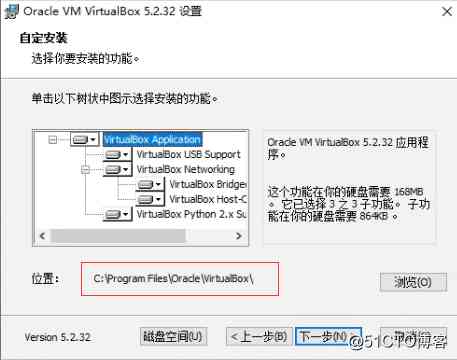 Oracle VM VirtualBox 5.2.32 设置
自定安装
选择你要安装的功能。
单击以下树状中图示选择安装的功能。
VirtualBox Application
VirtualBox USB Support
VirtualBox Networking
VirtualBox Bridged
VirtualBox Host-O
VirtualBox Python 2.x Su
Oracle VM VirtualBox 5.2.32 应用程
序。
这个功能在你的硬盘需要 168MB
。 它已选择 3 之 3 子功能。 子功
能在你的硬盘需要 864KB 。
位置：
C:\Program Files\Oracle\VirtualBox\
浏览(O)
Version 5.2.32
磁盘空间(U)
< 上一步(B)
下一步(N) >
取消
@51CTO博客